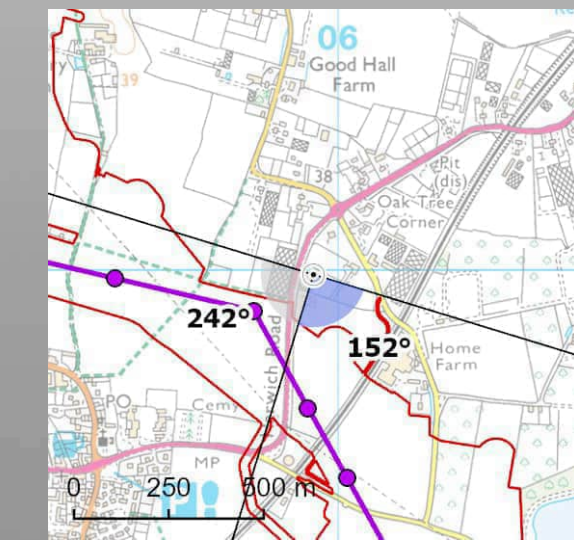 06
Good Hall
Farm
39
38
Pit
(dis)
Oak Tree
Corner
1
242°
152°
Home
Farm
wich Road
PO
Cemy
MP
0 250 500 m